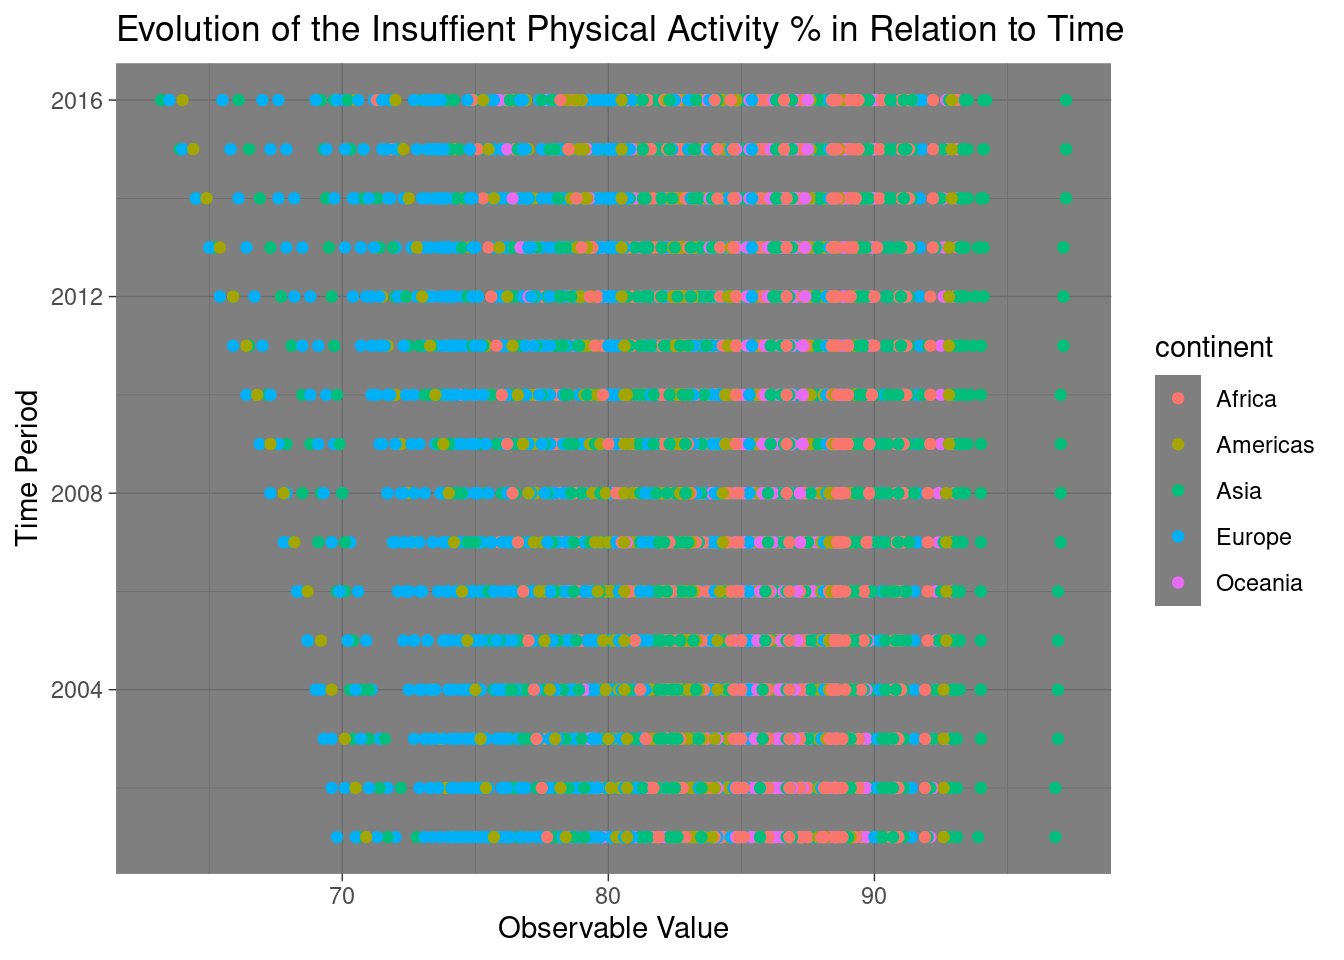 Evolution of the Insuffient Physical Activity % in Relation to Time
2016
2012
2008
2004
Time Period
70
80
90
Observable Value
continent
Africa
Americas
Asia
Europe
Oceania